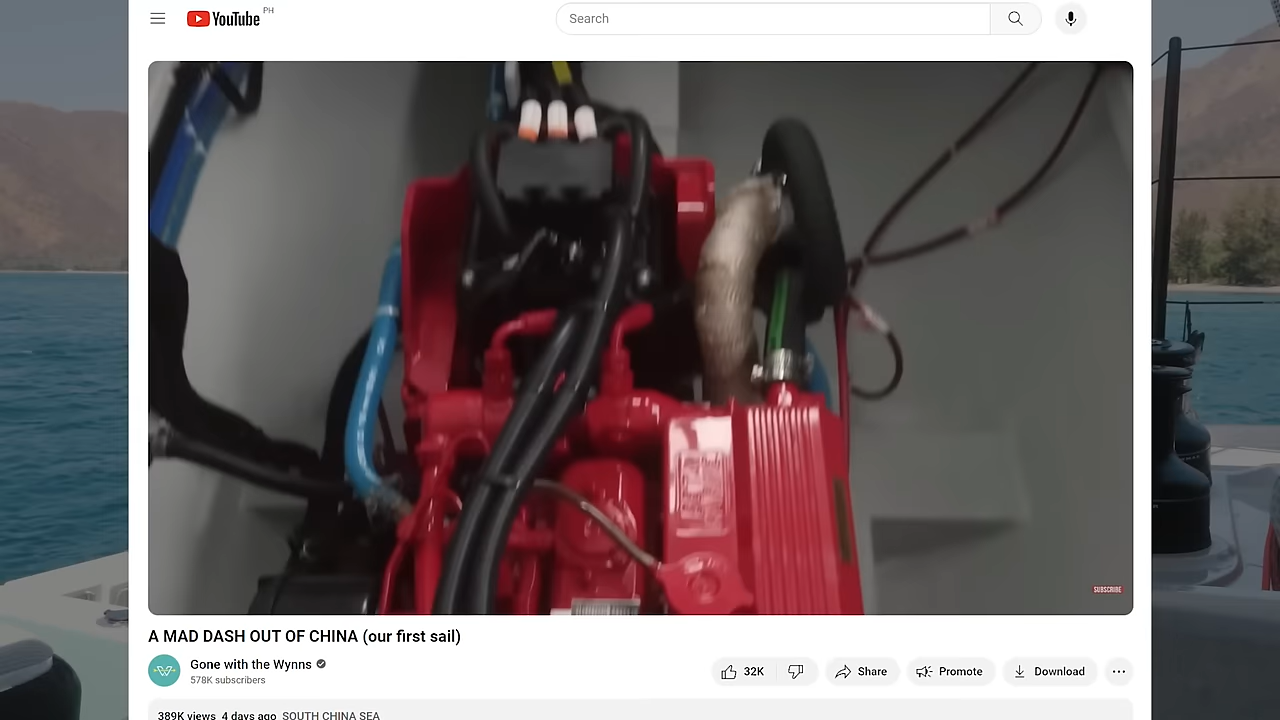 YouTube PH
Search
SUBSCRIBE
A MAD DASH OUT OF CHINA (our first sail)
Gone with the Wynns
578K subscribers
32K
Share
Promote
Download
389K views 4 days ago SOUTH CHINA SEA